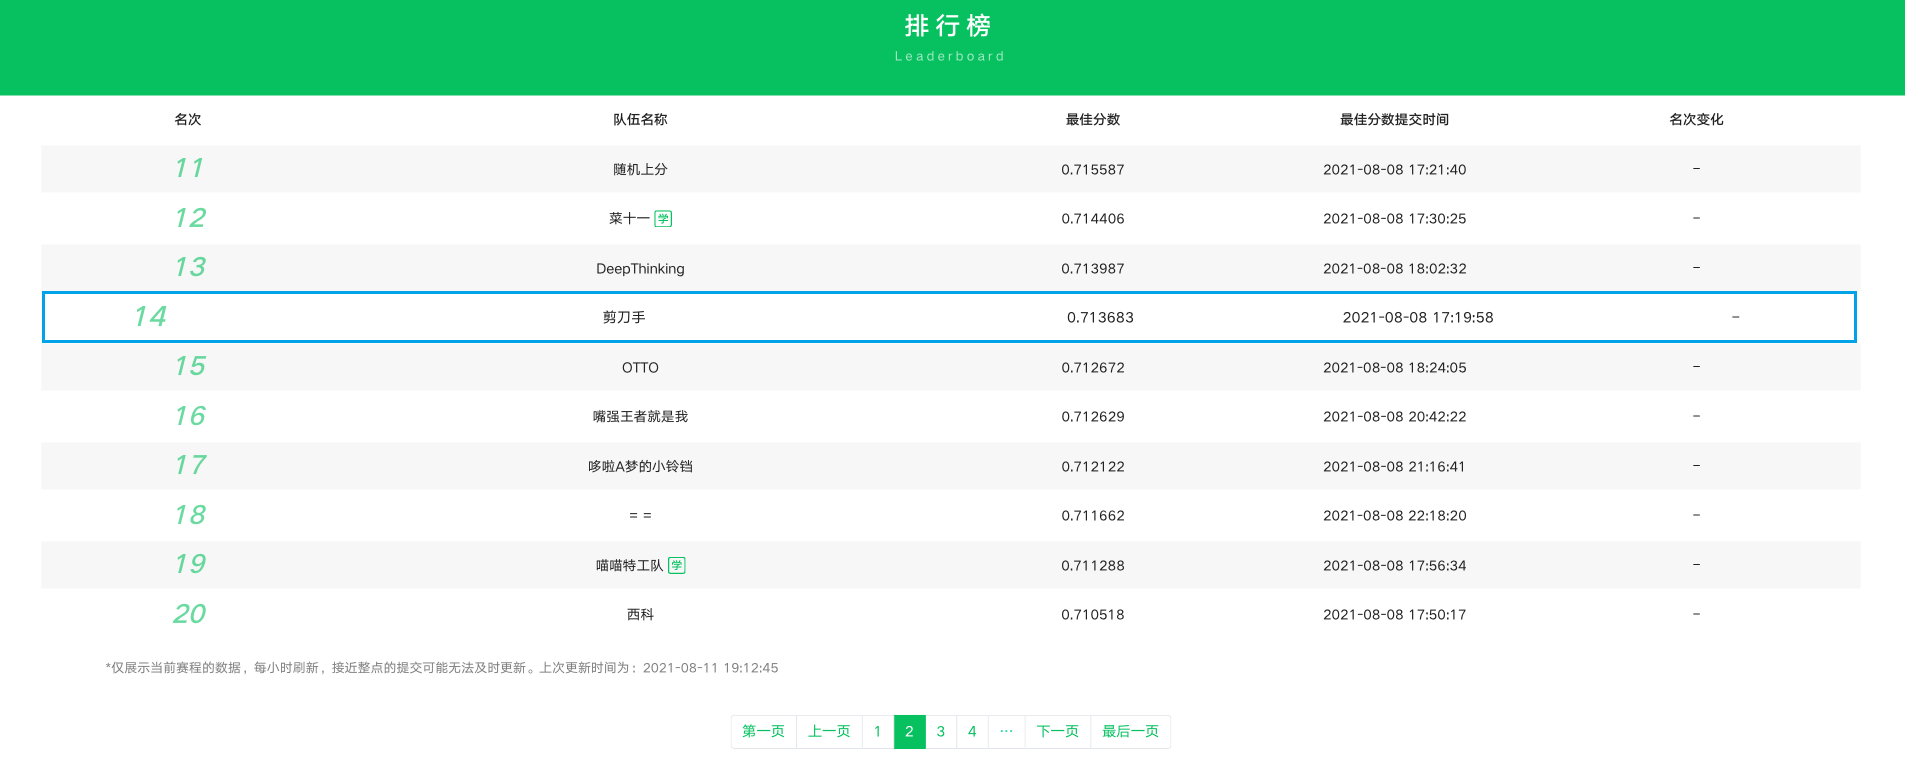 排行榜
Leaderboard
名次 队伍名称 最佳分数 最佳分数提交时间 名次变化
11 随机上分 0.715587 2021-08-08 17:21:40 –
12 菜十一 学 0.714406 2021-08-08 17:30:25 –
13 DeepThinking 0.713987 2021-08-08 18:02:32 –
14 剪刀手 0.713683 2021-08-08 17:19:58 –
15 OTTO 0.712672 2021-08-08 18:24:05 –
16 嘴强王者就是我 0.712629 2021-08-08 20:42:22 –
17 哆啦A梦的小铃铛 0.712122 2021-08-08 21:16:41 –
18 = = 0.711662 2021-08-08 22:18:20 –
19 喵喵特工队 学 0.711288 2021-08-08 17:56:34 –
20 西科 0.710518 2021-08-08 17:50:17 –
*仅展示当前赛程的数据，每小时刷新，接近整点的提交可能无法及时更新。上次更新时间为：2021-08-11 19:12:45
第一页 上一页 1 2 3 4 ··· 下一页 最后一页